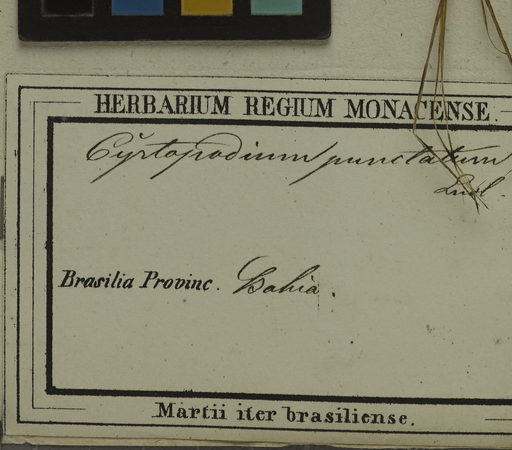 HERBARIUM REGIUM MONACENSE.
Cyrtopodium punctatum
Lindl.
Brasilia Provinc. Bahia.
Martii iter brasiliense.